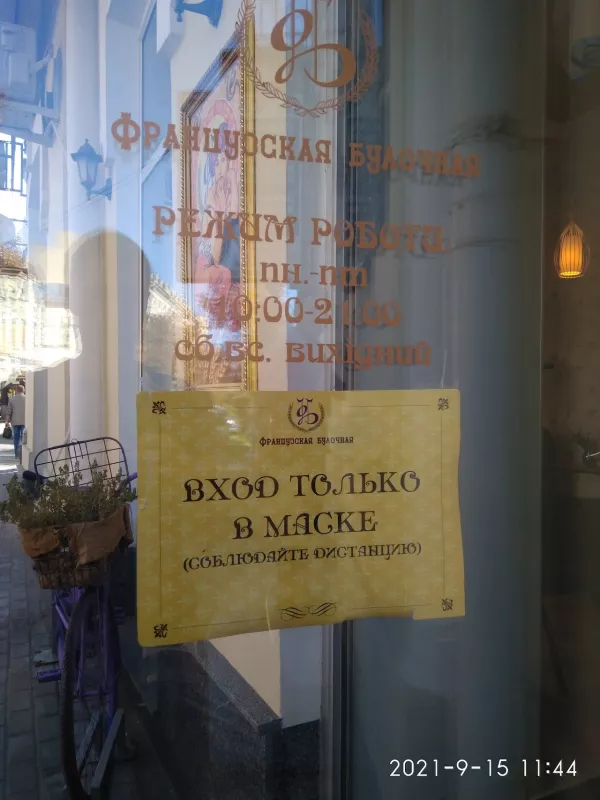 Французская булочная
РЕЖИМ РОБОТИ
пн.-пт
10:00-21:00
сб.вс. вихідний
Французская булочная
ВХОД ТОЛЬКО
В МАСКЕ
(СОБЛЮДАЙТЕ ДИСТАНЦИЮ)
2021-9-15 11:44